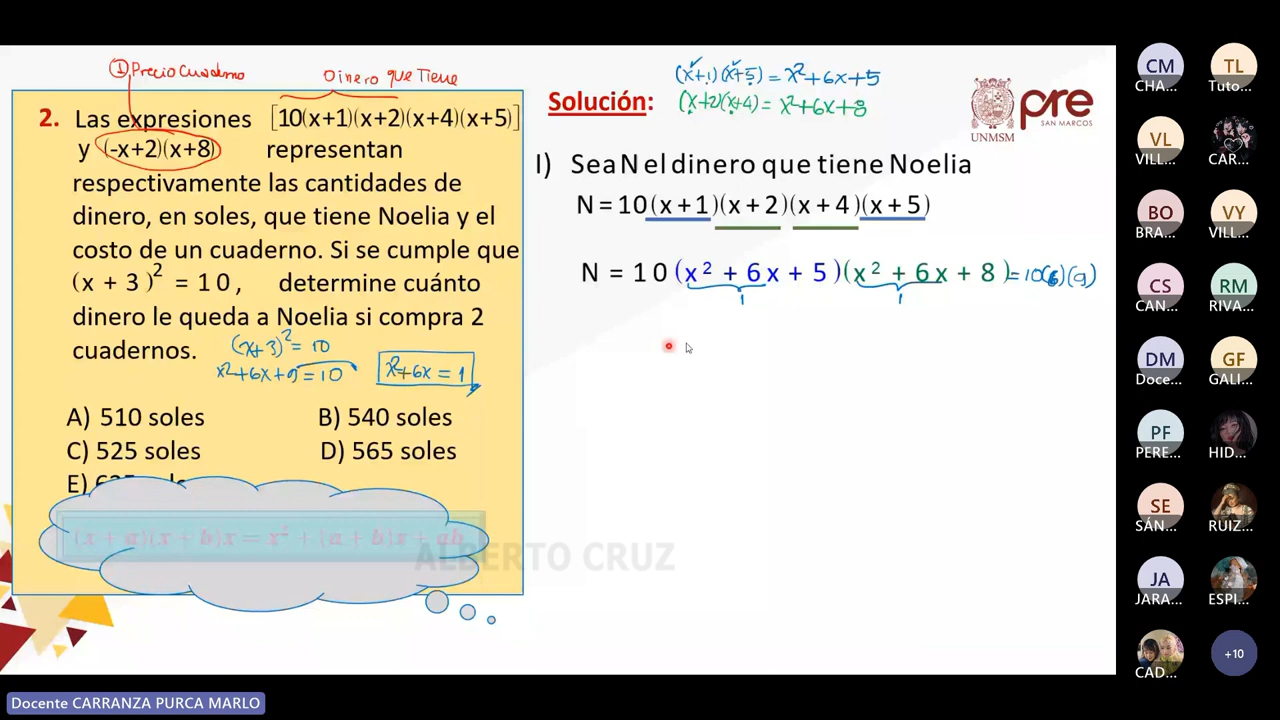 ① Precio Cuaderno
Dinero que Tiene
2. Las expresiones [10(x+1)(x+2)(x+4)(x+5)]
y (-x+2)(x+8) representan
respectivamente las cantidades de
dinero, en soles, que tiene Noelia y el
costo de un cuaderno. Si se cumple que
(x + 3)² = 10, determine cuánto
dinero le queda a Noelia si compra 2
cuadernos.
(x+3)² = 10
x²+6x+9 = 10
x²+6x = 1
A) 510 soles B) 540 soles
C) 525 soles D) 565 soles
E)
(x + a)(x + b)x = x² + (a + b)x + ab
ALBERTO CRUZ
(x+1)(x+5) = x²+6x+5
(x+2)(x+4) = x²+6x+8
Solución:
UNMSM
pre
SAN MARCOS
I) Sea N el dinero que tiene Noelia
N = 10(x+1)(x+2)(x+4)(x+5)
N = 10(x² + 6x + 5)(x² + 6x + 8) = 10(6)(9)
1 1
CM TL
CHA... Tuto...
VL
VILL... CAR...
BO VY
BRA... VILL...
CS RM
CAN... RIVA...
DM GF
Doce... GALI...
PF
PERE... HID...
SE
SÁN... RUIZ...
JA
JARA... ESPI...
CAD... +10
Docente CARRANZA PURCA MARLO